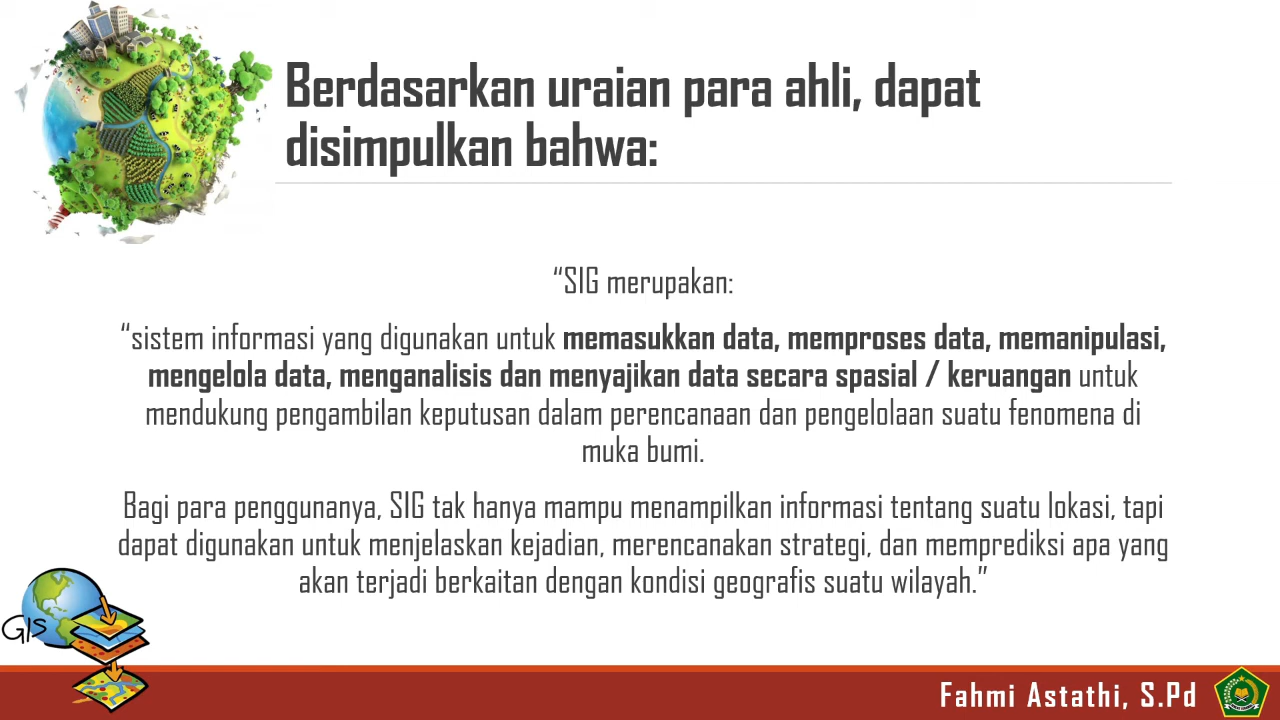 Berdasarkan uraian para ahli, dapat
disimpulkan bahwa:
“SIG merupakan:
“sistem informasi yang digunakan untuk memasukkan data, memproses data, memanipulasi,
mengelola data, menganalisis dan menyajikan data secara spasial / keruangan untuk
mendukung pengambilan keputusan dalam perencanaan dan pengelolaan suatu fenomena di
muka bumi.
Bagi para penggunanya, SIG tak hanya mampu menampilkan informasi tentang suatu lokasi, tapi
dapat digunakan untuk menjelaskan kejadian, merencanakan strategi, dan memprediksi apa yang
akan terjadi berkaitan dengan kondisi geografis suatu wilayah.”
GIS
Fahmi Astathi, S.Pd